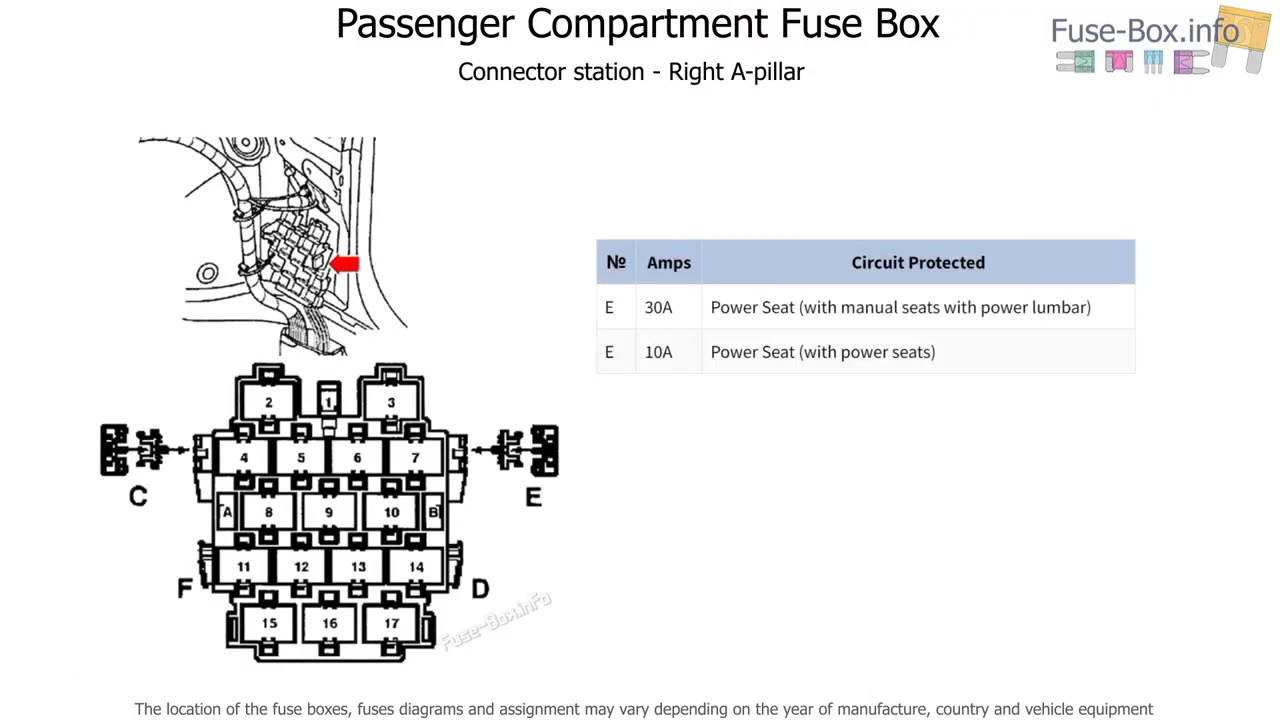 Passenger Compartment Fuse Box
Fuse-Box.info
Connector station - Right A-pillar
№ Amps Circuit Protected
E 30A Power Seat (with manual seats with power lumbar)
E 10A Power Seat (with power seats)
2 1 3
4 5 6 7
C E
A 8 9 10 B
11 12 13 14
F D
15 16 17
Fuse-Box.info
The location of the fuse boxes, fuses diagrams and assignment may vary depending on the year of manufacture, country and vehicle equipment